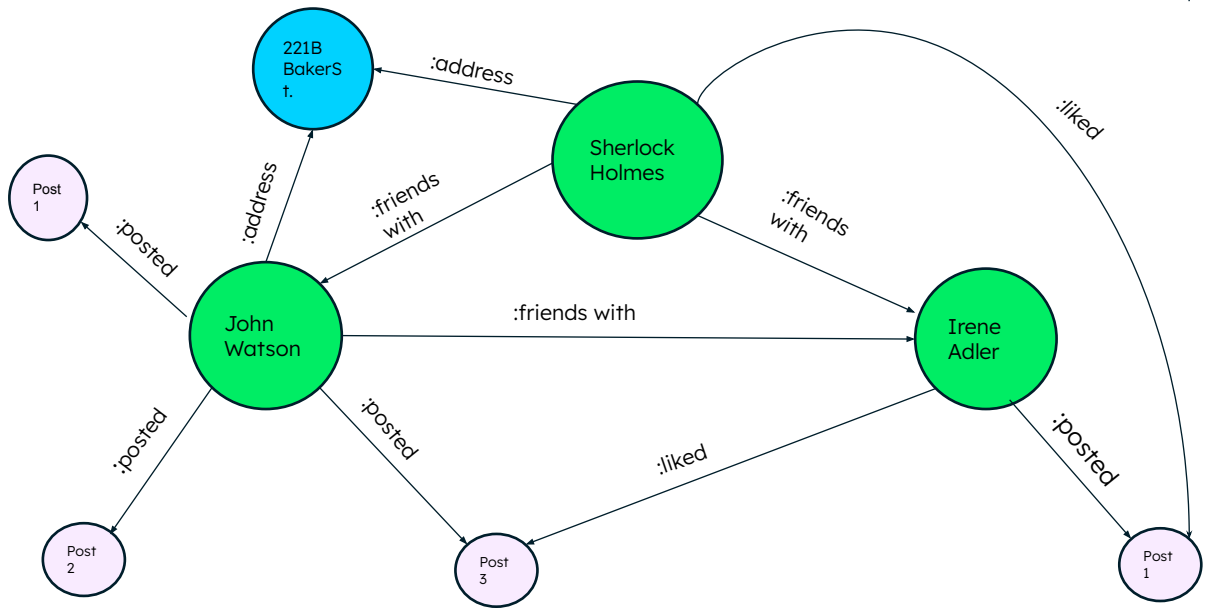 221B
BakerS
t.
:address
Sherlock
Holmes
:liked
Post
1
:posted
:address
:friends
with
:friends
with
John
Watson
:friends with
Irene
Adler
:posted
:posted
:liked
:posted
Post
2
Post
3
Post
1